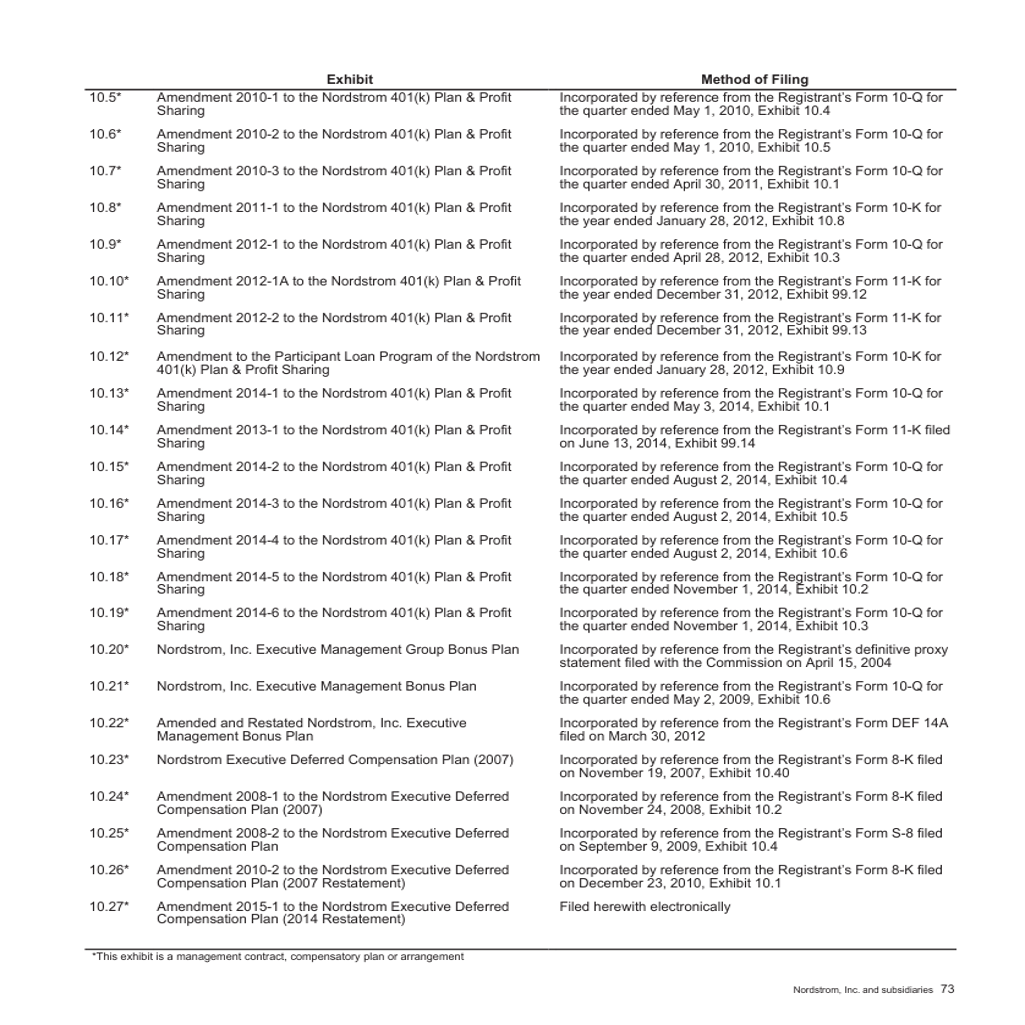 Exhibit Method of Filing
10.5* Amendment 2010-1 to the Nordstrom 401(k) Plan & Profit Incorporated by reference from the Registrant's Form 10-Q for
Sharing the quarter ended May 1, 2010, Exhibit 10.4
10.6* Amendment 2010-2 to the Nordstrom 401(k) Plan & Profit Incorporated by reference from the Registrant's Form 10-Q for
Sharing the quarter ended May 1, 2010, Exhibit 10.5
10.7* Amendment 2010-3 to the Nordstrom 401(k) Plan & Profit Incorporated by reference from the Registrant's Form 10-Q for
Sharing the quarter ended April 30, 2011, Exhibit 10.1
10.8* Amendment 2011-1 to the Nordstrom 401(k) Plan & Profit Incorporated by reference from the Registrant's Form 10-K for
Sharing the year ended January 28, 2012, Exhibit 10.8
10.9* Amendment 2012-1 to the Nordstrom 401(k) Plan & Profit Incorporated by reference from the Registrant's Form 10-Q for
Sharing the quarter ended April 28, 2012, Exhibit 10.3
10.10* Amendment 2012-1A to the Nordstrom 401(k) Plan & Profit Incorporated by reference from the Registrant's Form 11-K for
Sharing the year ended December 31, 2012, Exhibit 99.12
10.11* Amendment 2012-2 to the Nordstrom 401(k) Plan & Profit Incorporated by reference from the Registrant's Form 11-K for
Sharing the year ended December 31, 2012, Exhibit 99.13
10.12* Amendment to the Participant Loan Program of the Nordstrom Incorporated by reference from the Registrant's Form 10-K for
401(k) Plan & Profit Sharing the year ended January 28, 2012, Exhibit 10.9
10.13* Amendment 2014-1 to the Nordstrom 401(k) Plan & Profit Incorporated by reference from the Registrant's Form 10-Q for
Sharing the quarter ended May 3, 2014, Exhibit 10.1
10.14* Amendment 2013-1 to the Nordstrom 401(k) Plan & Profit Incorporated by reference from the Registrant's Form 11-K filed
Sharing on June 13, 2014, Exhibit 99.14
10.15* Amendment 2014-2 to the Nordstrom 401(k) Plan & Profit Incorporated by reference from the Registrant's Form 10-Q for
Sharing the quarter ended August 2, 2014, Exhibit 10.4
10.16* Amendment 2014-3 to the Nordstrom 401(k) Plan & Profit Incorporated by reference from the Registrant's Form 10-Q for
Sharing the quarter ended August 2, 2014, Exhibit 10.5
10.17* Amendment 2014-4 to the Nordstrom 401(k) Plan & Profit Incorporated by reference from the Registrant's Form 10-Q for
Sharing the quarter ended August 2, 2014, Exhibit 10.6
10.18* Amendment 2014-5 to the Nordstrom 401(k) Plan & Profit Incorporated by reference from the Registrant's Form 10-Q for
Sharing the quarter ended November 1, 2014, Exhibit 10.2
10.19* Amendment 2014-6 to the Nordstrom 401(k) Plan & Profit Incorporated by reference from the Registrant's Form 10-Q for
Sharing the quarter ended November 1, 2014, Exhibit 10.3
10.20* Nordstrom, Inc. Executive Management Group Bonus Plan Incorporated by reference from the Registrant's definitive proxy
statement filed with the Commission on April 15, 2004
10.21* Nordstrom, Inc. Executive Management Bonus Plan Incorporated by reference from the Registrant's Form 10-Q for
the quarter ended May 2, 2009, Exhibit 10.6
10.22* Amended and Restated Nordstrom, Inc. Executive Incorporated by reference from the Registrant's Form DEF 14A
Management Bonus Plan filed on March 30, 2012
10.23* Nordstrom Executive Deferred Compensation Plan (2007) Incorporated by reference from the Registrant's Form 8-K filed
on November 19, 2007, Exhibit 10.40
10.24* Amendment 2008-1 to the Nordstrom Executive Deferred Incorporated by reference from the Registrant's Form 8-K filed
Compensation Plan (2007) on November 24, 2008, Exhibit 10.2
10.25* Amendment 2008-2 to the Nordstrom Executive Deferred Incorporated by reference from the Registrant's Form S-8 filed
Compensation Plan on September 9, 2009, Exhibit 10.4
10.26* Amendment 2010-2 to the Nordstrom Executive Deferred Incorporated by reference from the Registrant's Form 8-K filed
Compensation Plan (2007 Restatement) on December 23, 2010, Exhibit 10.1
10.27* Amendment 2015-1 to the Nordstrom Executive Deferred Filed herewith electronically
Compensation Plan (2014 Restatement)
*This exhibit is a management contract, compensatory plan or arrangement
Nordstrom, Inc. and subsidiaries 73